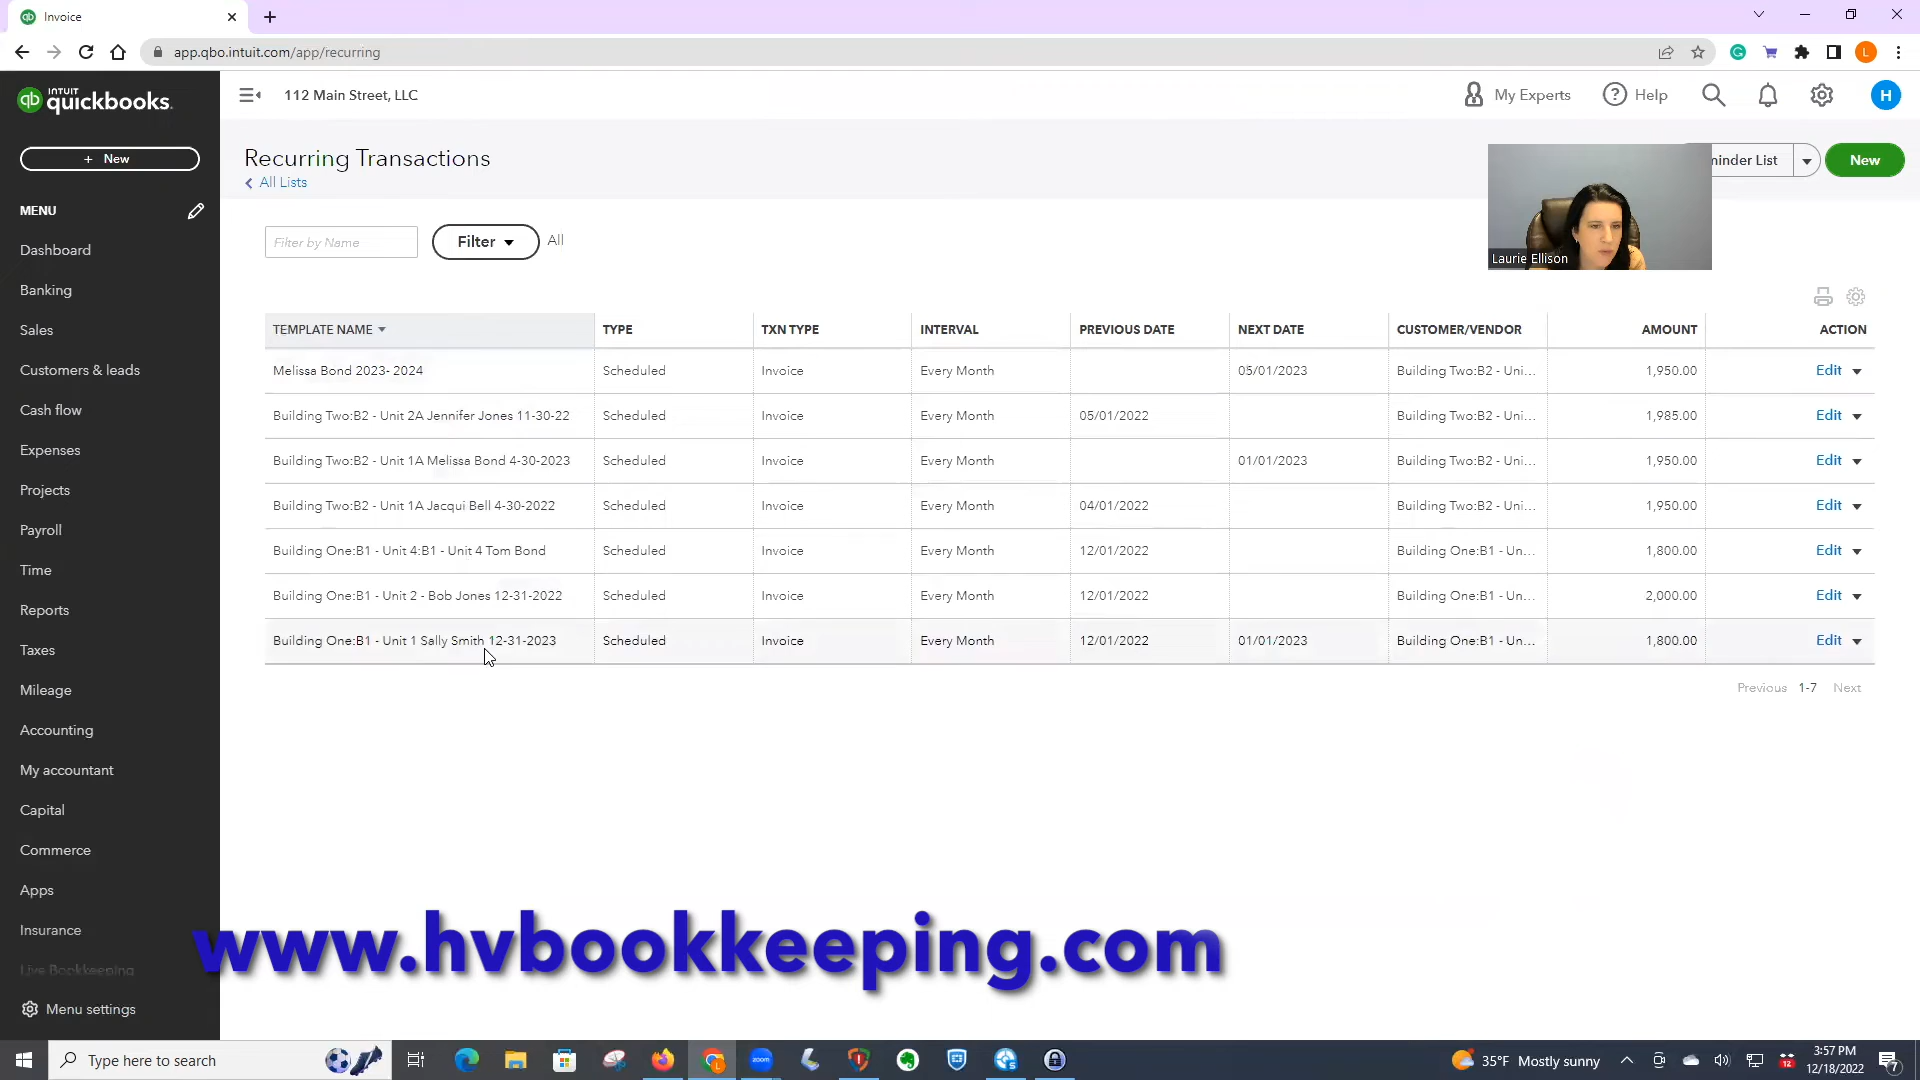 Invoice
app.qbo.intuit.com/app/recurring
L
qb INTUIT quickbooks.
112 Main Street, LLC
My Experts
Help
H
+ New
Recurring Transactions
All Lists
minder List
New
MENU
Dashboard
Banking
Sales
Customers & leads
Cash flow
Expenses
Projects
Payroll
Time
Reports
Taxes
Mileage
Accounting
My accountant
Capital
Commerce
Apps
Insurance
Live Bookkeeping
Menu settings
Filter by Name
Filter
All
Laurie Ellison
TEMPLATE NAME TYPE TXN TYPE INTERVAL PREVIOUS DATE NEXT DATE CUSTOMER/VENDOR AMOUNT ACTION
Melissa Bond 2023- 2024 Scheduled Invoice Every Month 05/01/2023 Building Two:B2 - Uni... 1,950.00 Edit
Building Two:B2 - Unit 2A Jennifer Jones 11-30-22 Scheduled Invoice Every Month 05/01/2022 Building Two:B2 - Uni... 1,985.00 Edit
Building Two:B2 - Unit 1A Melissa Bond 4-30-2023 Scheduled Invoice Every Month 01/01/2023 Building Two:B2 - Uni... 1,950.00 Edit
Building Two:B2 - Unit 1A Jacqui Bell 4-30-2022 Scheduled Invoice Every Month 04/01/2022 Building Two:B2 - Uni... 1,950.00 Edit
Building One:B1 - Unit 4:B1 - Unit 4 Tom Bond Scheduled Invoice Every Month 12/01/2022 Building One:B1 - Un... 1,800.00 Edit
Building One:B1 - Unit 2 - Bob Jones 12-31-2022 Scheduled Invoice Every Month 12/01/2022 Building One:B1 - Un... 2,000.00 Edit
Building One:B1 - Unit 1 Sally Smith 12-31-2023 Scheduled Invoice Every Month 12/01/2022 01/01/2023 Building One:B1 - Un... 1,800.00 Edit
Previous 1-7 Next
www.hvbookkeeping.com
Type here to search
zoom
L
35°F Mostly sunny
12
3:57 PM
12/18/2022
7